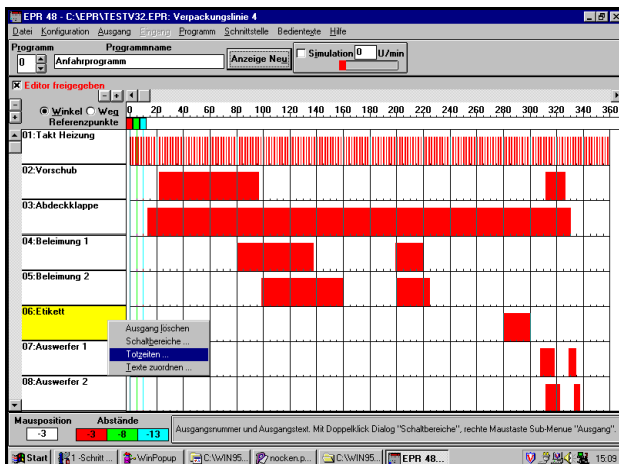 EPR 48 - C:\EPR\TESTV32.EPR: Verpackungslinie 4
Datei Konfiguration Ausgang Eingang Programm Schnittstelle Bedientexte Hilfe
Programm Programmname
0 Anfahrprogramm Anzeige Neu Simulation 0 U/min
Editor freigegeben
- +
- Winkel Weg 0 20 40 60 80 100 120 140 160 180 200 220 240 260 280 300 320 340 360
+ Referenzpunkte
01:Takt Heizung
02:Vorschub
03:Abdeckklappe
04:Beleimung 1
05:Beleimung 2
06:Etikett
Ausgang löschen
Schaltbereiche ...
Totzeiten ...
Texte zuordnen ...
07:Auswerfer 1
08:Auswerfer 2
Mausposition Abstände
-3 -3 -8 -13
Ausgangsnummer und Ausgangstext. Mit Doppelklick Dialog "Schaltbereiche", rechte Maustaste Sub-Menue "Ausgang".
Start 1 -Schritt ... WinPopup C:\WIN95... nocken.p... C:\WIN95... EPR 48... 15:09